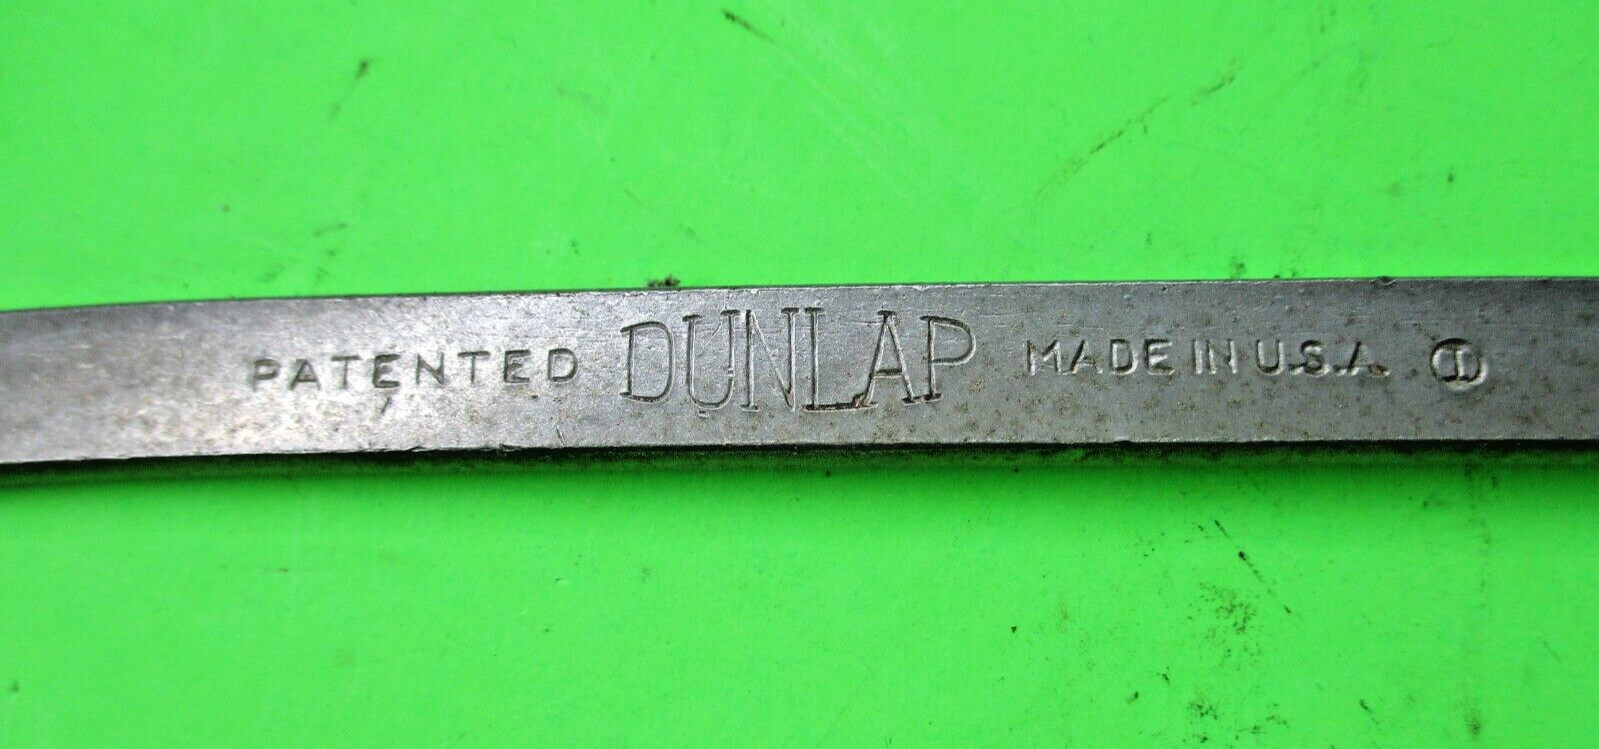 PATENTED DUNLAP MADE IN U.S.A. Ⓘ